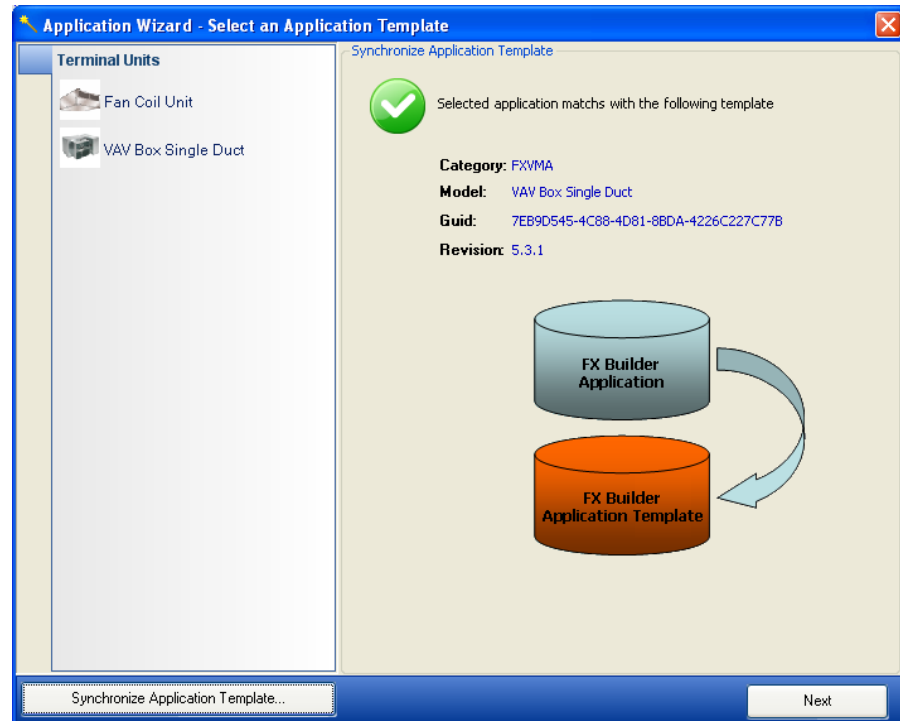 Application Wizard - Select an Application Template
Terminal Units
Fan Coil Unit
VAV Box Single Duct
Synchronize Application Template
Selected application matchs with the following template
Category: FXVMA
Model: VAV Box Single Duct
Guid: 7EB9D545-4C88-4D81-8BDA-4226C227C77B
Revision: 5.3.1
FX Builder
Application
FX Builder
Application Template
Synchronize Application Template...
Next